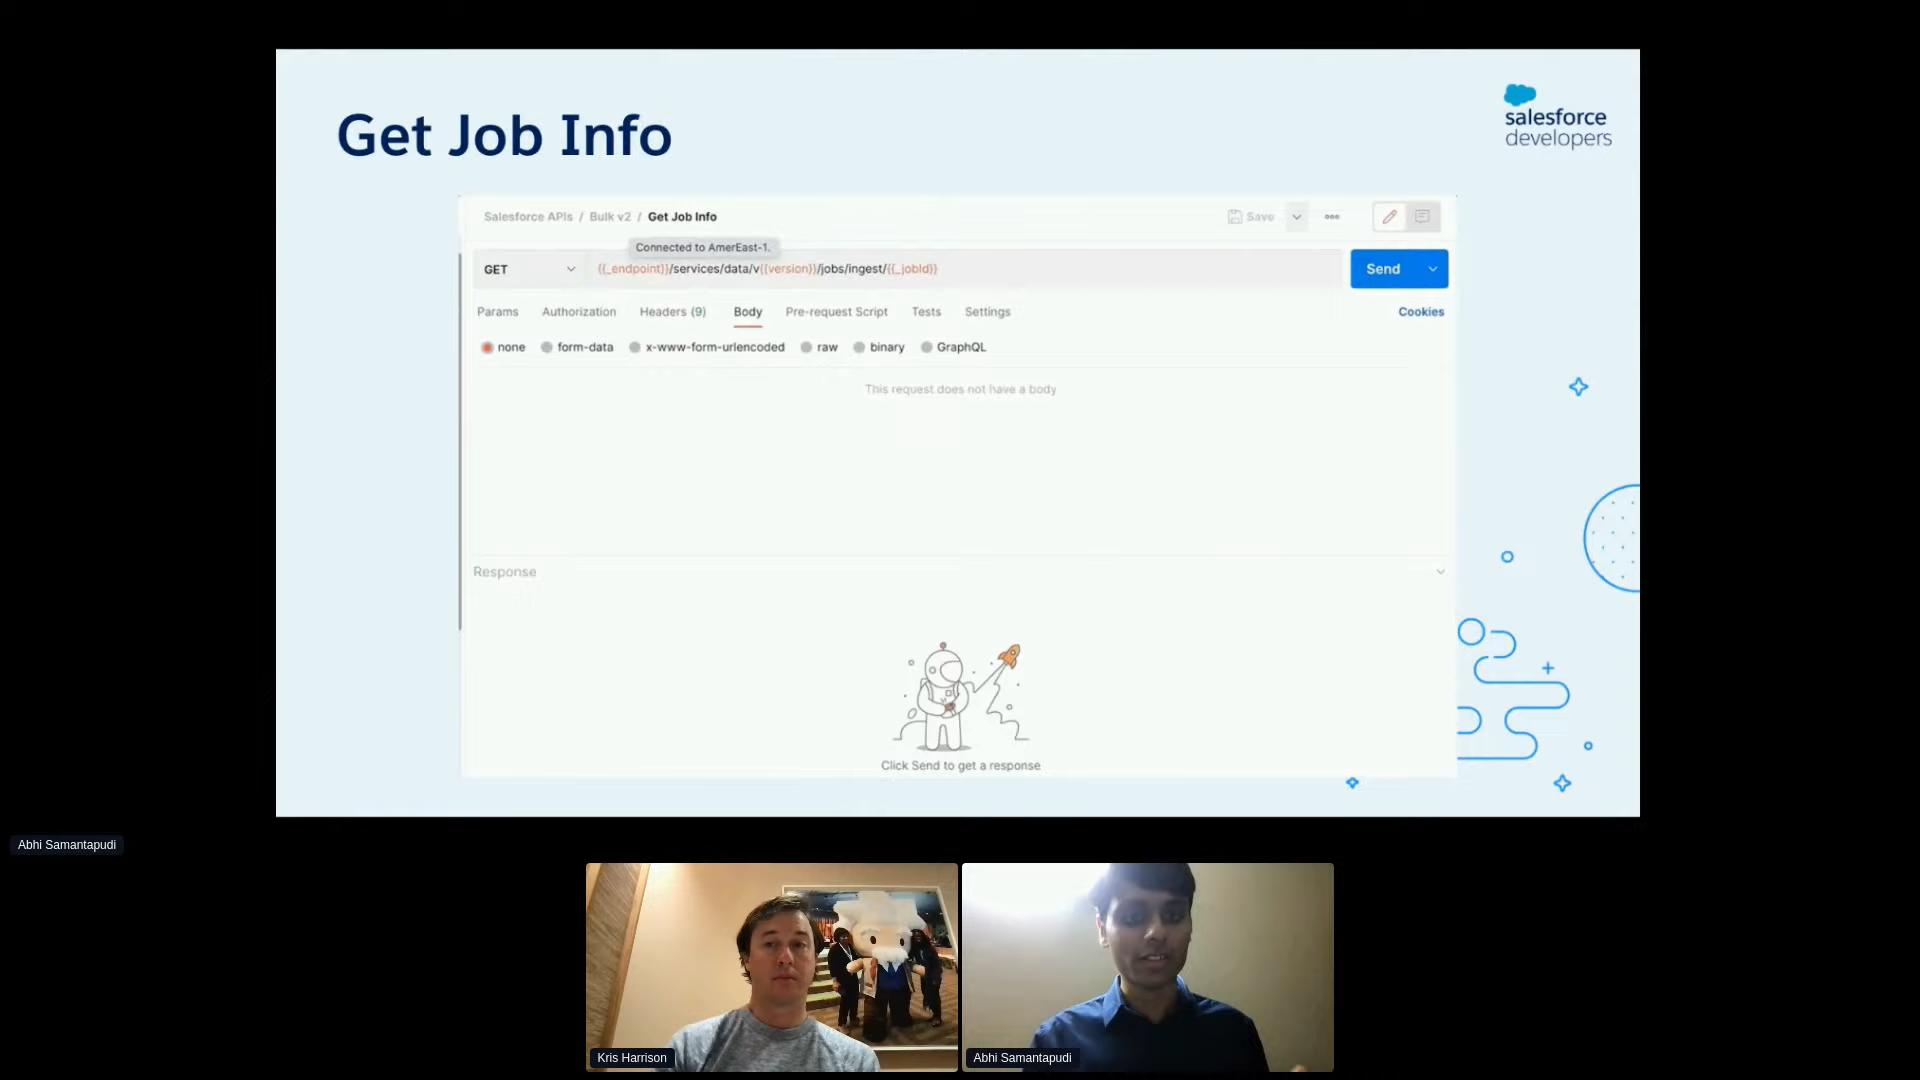 Get Job Info
salesforce
developers
Salesforce APIs / Bulk v2 / Get Job Info
Save
Connected to AmerEast-1.
GET
{{_endpoint}}/services/data/v{{version}}/jobs/ingest/{{_jobId}}
Send
Params Authorization Headers (9) Body Pre-request Script Tests Settings Cookies
none form-data x-www-form-urlencoded raw binary GraphQL
This request does not have a body
Response
Click Send to get a response
Abhi Samantapudi
Kris Harrison
Abhi Samantapudi